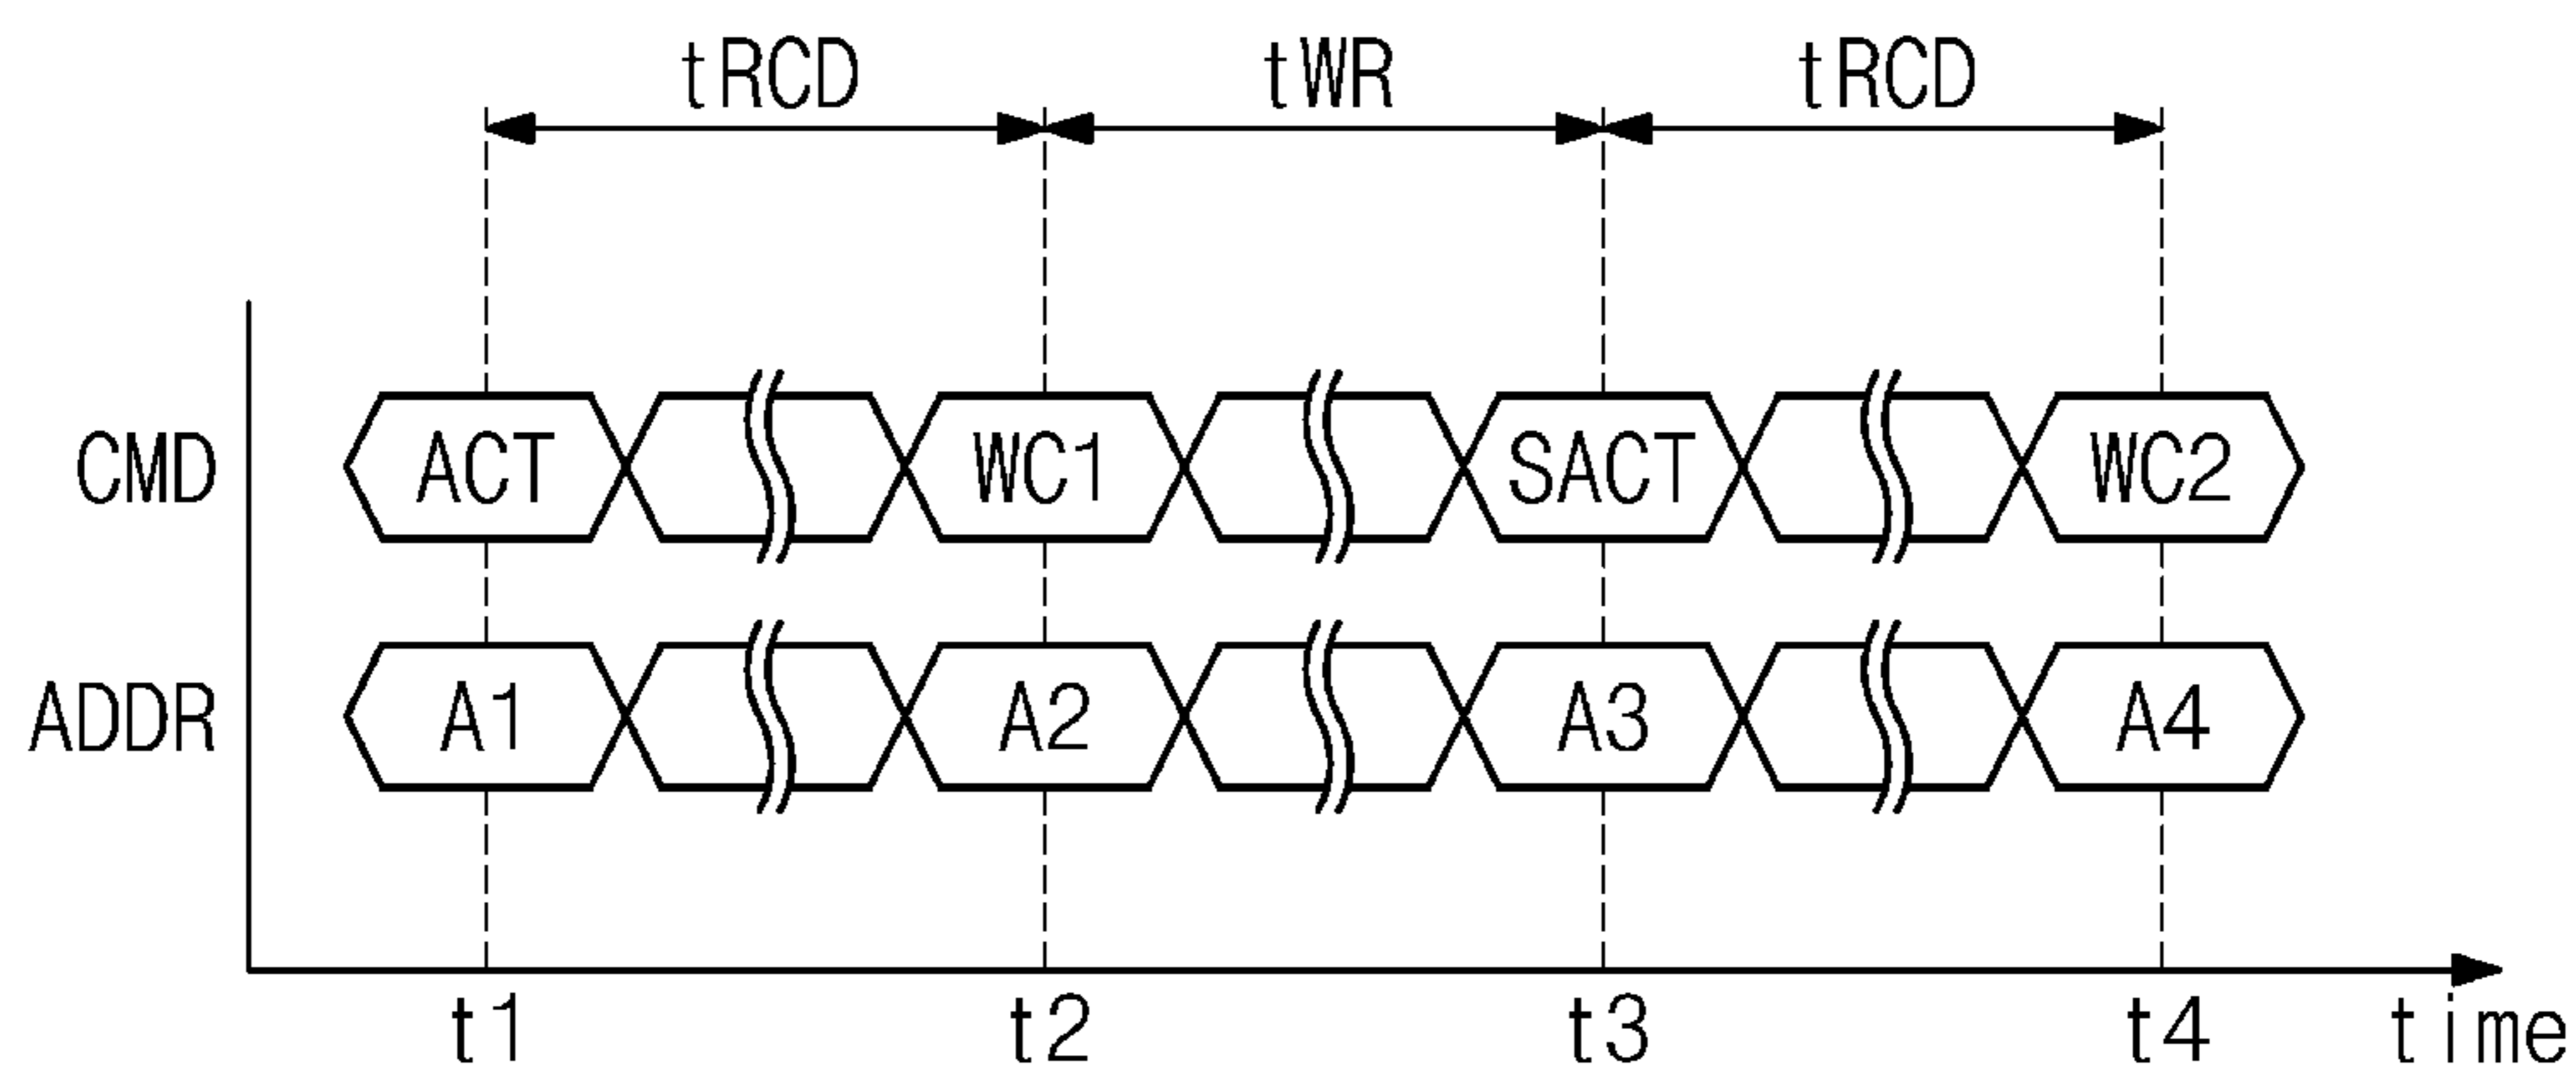 tRCD tWR tRCD
CMD ACT WC1 SACT WC2
ADDR A1 A2 A3 A4
t1 t2 t3 t4 time